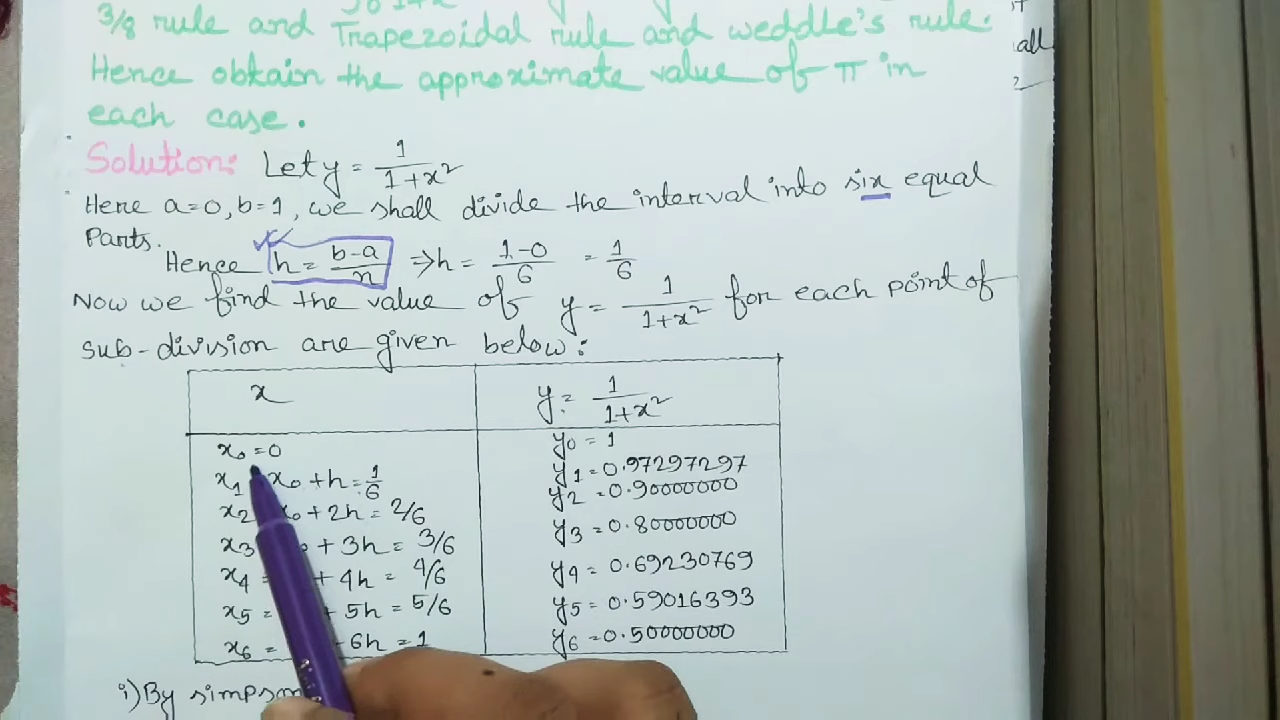 3/8 rule and Trapezoidal rule and weddle's rule.
Hence obtain the approximate value of π in
each case.
all
Solution: Let y = 1/1+x²
Here a=0, b=1, we shall divide the interval into six equal
Parts.
Hence h = b-a/n ⇒ h = 1-0/6 = 1/6
Now we find the value of y = 1/1+x² for each point of
sub-division are given below:
x y = 1/1+x²
x₀ = 0 y₀ = 1
x₁ x₀ + h = 1/6 y₁ = 0.97297297
x₂ x₀ + 2h = 2/6 y₂ = 0.90000000
x₃ + 3h = 3/6 y₃ = 0.80000000
x₄ = + 4h = 4/6 y₄ = 0.69230769
x₅ = + 5h = 5/6 y₅ = 0.59016393
x₆ = 6h = 1 y₆ = 0.50000000
i) By simpson